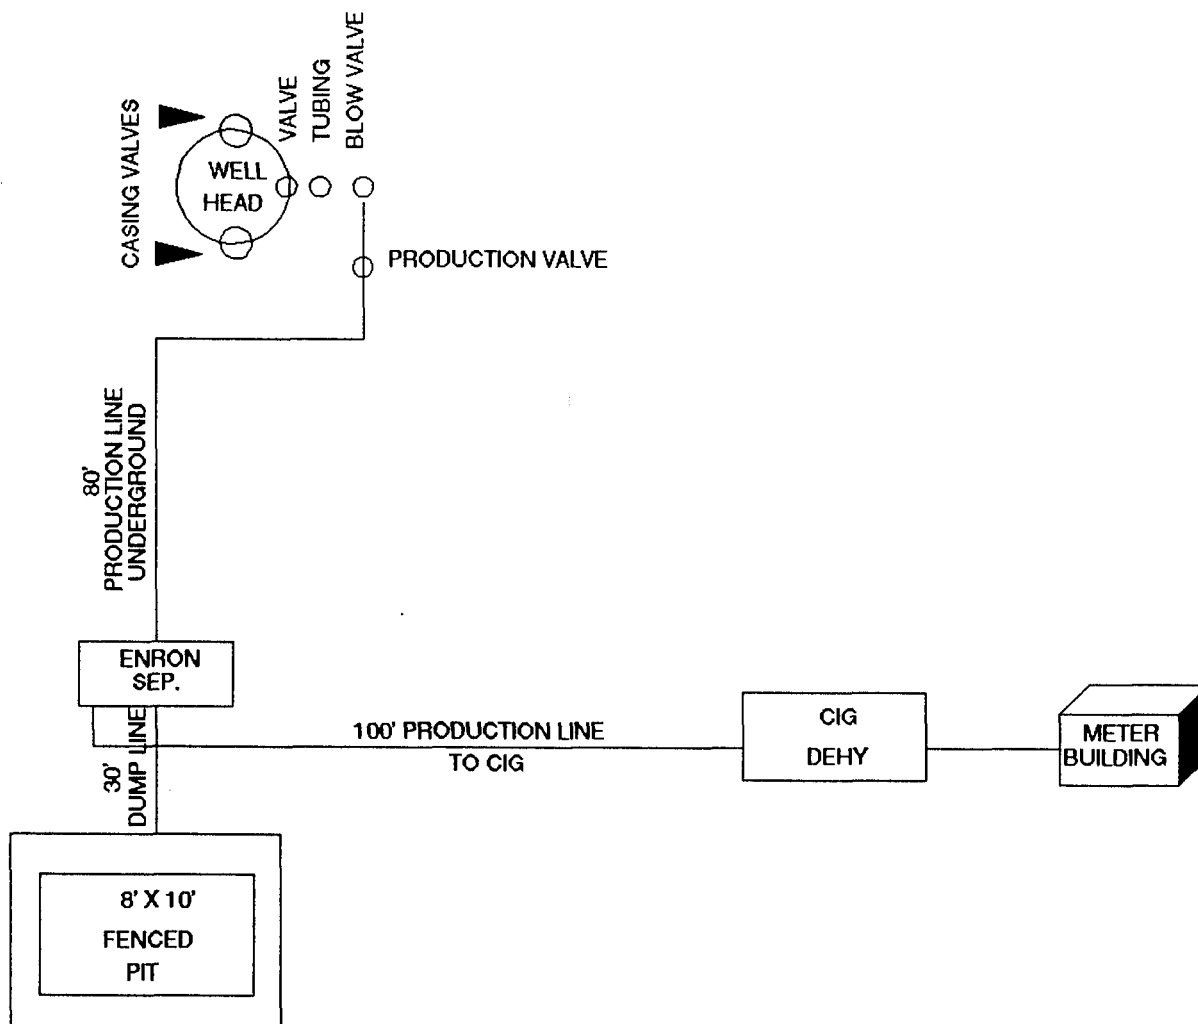 CASING VALVES
VALVE
TUBING
BLOW VALVE
WELL
HEAD
PRODUCTION VALVE
80'
PRODUCTION LINE
UNDERGROUND
ENRON
SEP.
30'
DUMP LINE
100' PRODUCTION LINE
TO CIG
CIG
DEHY
METER
BUILDING
8' X 10'
FENCED
PIT